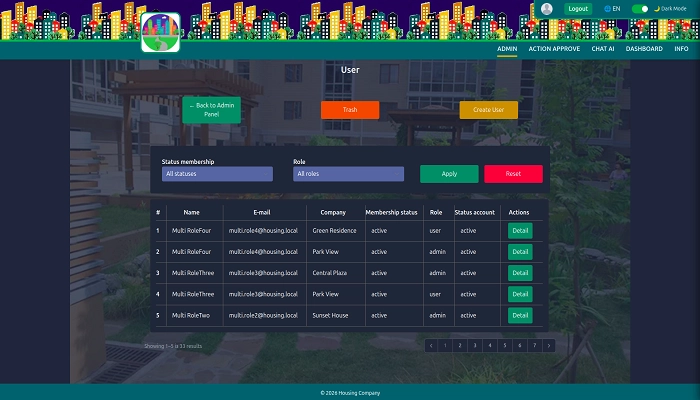 Logout EN Dark Mode
ADMIN ACTION APPROVE CHAT AI DASHBOARD INFO
User
← Back to Admin Panel
Trash
Create User
Status membership Role
All statuses All roles Apply Reset
# Name E-mail Company Membership status Role Status account Actions
1 Multi RoleFour multi.role4@housing.local Green Residence active user active Detail
2 Multi RoleFour multi.role4@housing.local Park View active admin active Detail
3 Multi RoleThree multi.role3@housing.local Central Plaza active admin active Detail
4 Multi RoleThree multi.role3@housing.local Park View active user active Detail
5 Multi RoleTwo multi.role2@housing.local Sunset House active admin active Detail
Showing results
‹ 1 2 3 4 5 6 7 ›
© 2026 Housing Company